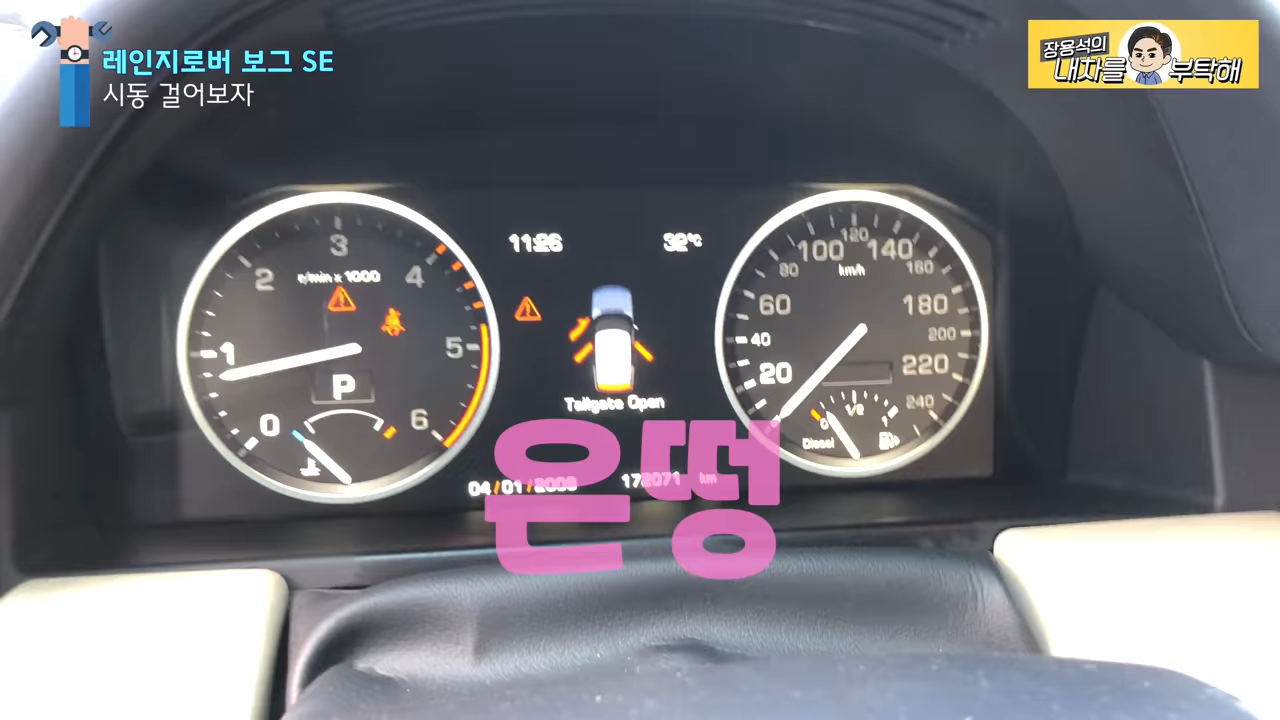 레인지로버 보그 SE
시동 걸어보자
장용석의
내차를 부탁해
11:26
32°C
0 1 2 3 4 5 6
r/min x 1000
P
Tailgate Open
0 20 40 60 80 100 120 140 160 180 200 220 240
km/h
0 1/2 1
Diesel
172071 km
은떵